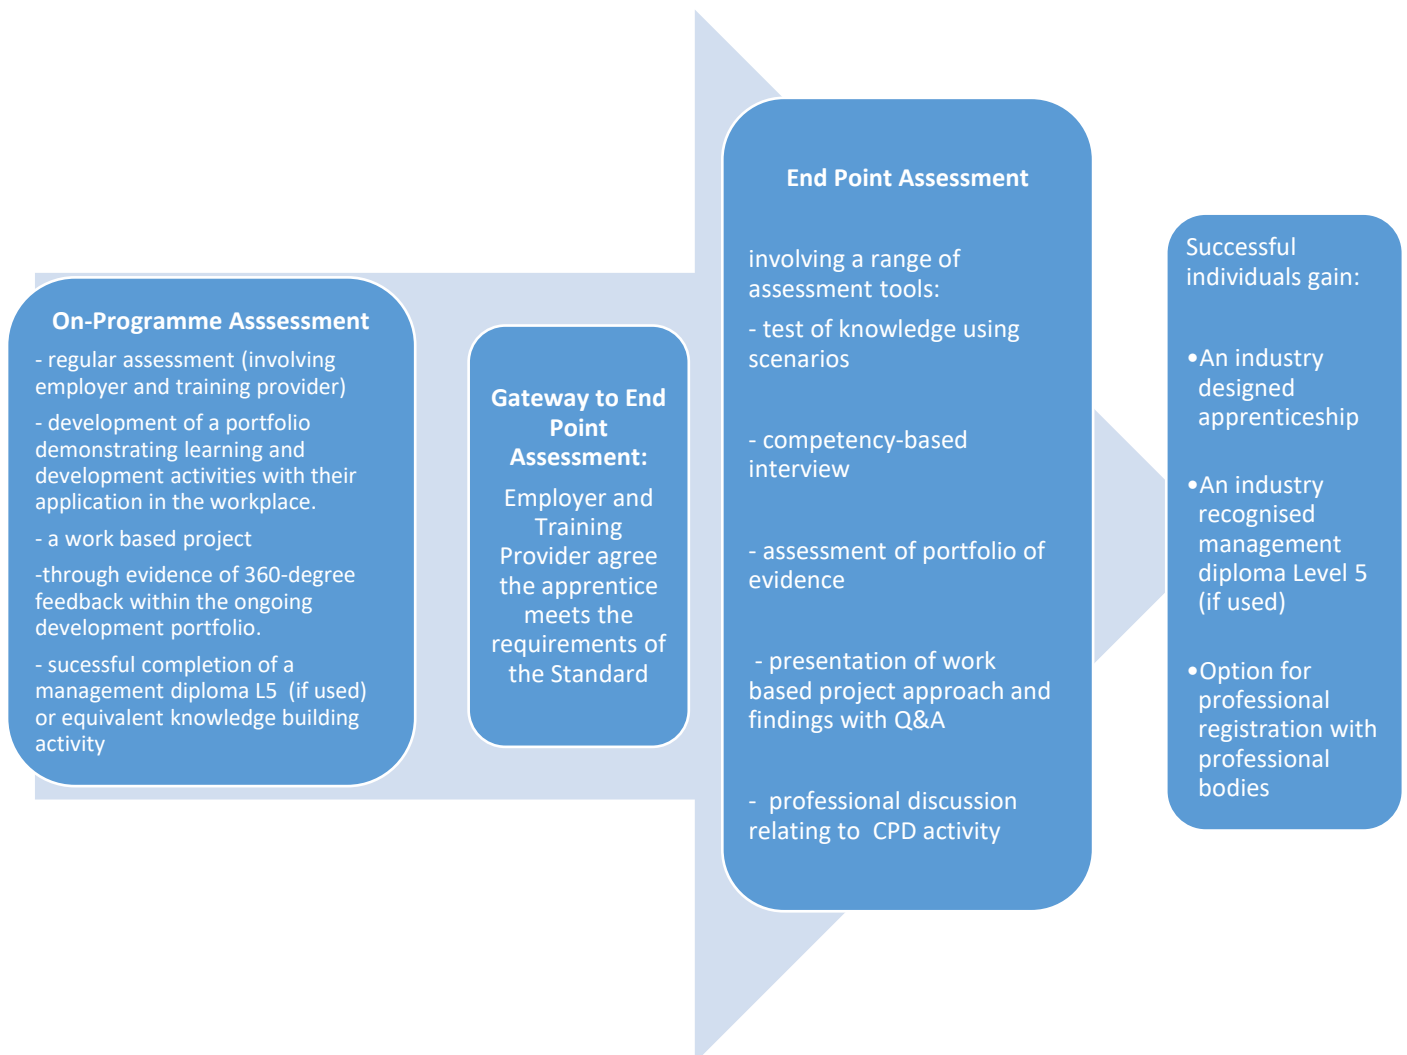 On-Programme Asssessment
- regular assessment (involving
employer and training provider)
- development of a portfolio
demonstrating learning and
development activities with their
application in the workplace.
- a work based project
-through evidence of 360-degree
feedback within the ongoing
development portfolio.
- sucessful completion of a
management diploma L5  (if used)
or equivalent knowledge building
activity
Gateway to End
Point
Assessment:
Employer and
Training
Provider agree
the apprentice
meets the
requirements of
the Standard
End Point Assessment
involving a range of
assessment tools:
- test of knowledge using
scenarios
- competency-based
interview
- assessment of portfolio of
evidence
- presentation of work
based project approach and
findings with Q&A
-  professional discussion
relating to  CPD activity
Successful
individuals gain:
•An industry
designed
apprenticeship
•An industry
recognised
management
diploma Level 5
(if used)
•Option for
professional
registration with
professional
bodies